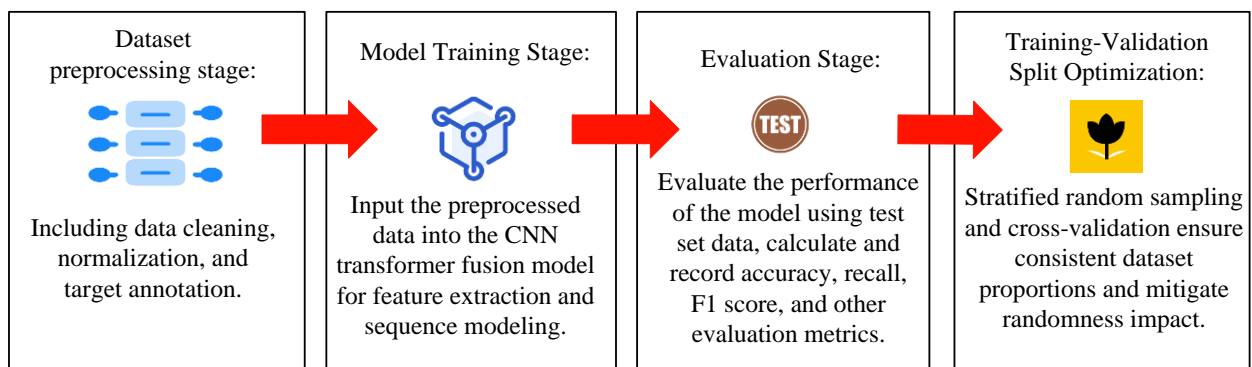 Dataset
preprocessing stage:
Including data cleaning,
normalization, and
target annotation.
Model Training Stage:
Input the preprocessed
data into the CNN
transformer fusion model
for feature extraction and
sequence modeling.
Evaluation Stage:
TEST
Evaluate the performance
of the model using test
set data, calculate and
record accuracy, recall,
F1 score, and other
evaluation metrics.
Training-Validation
Split Optimization:
Stratified random sampling
and cross-validation ensure
consistent dataset
proportions and mitigate
randomness impact.